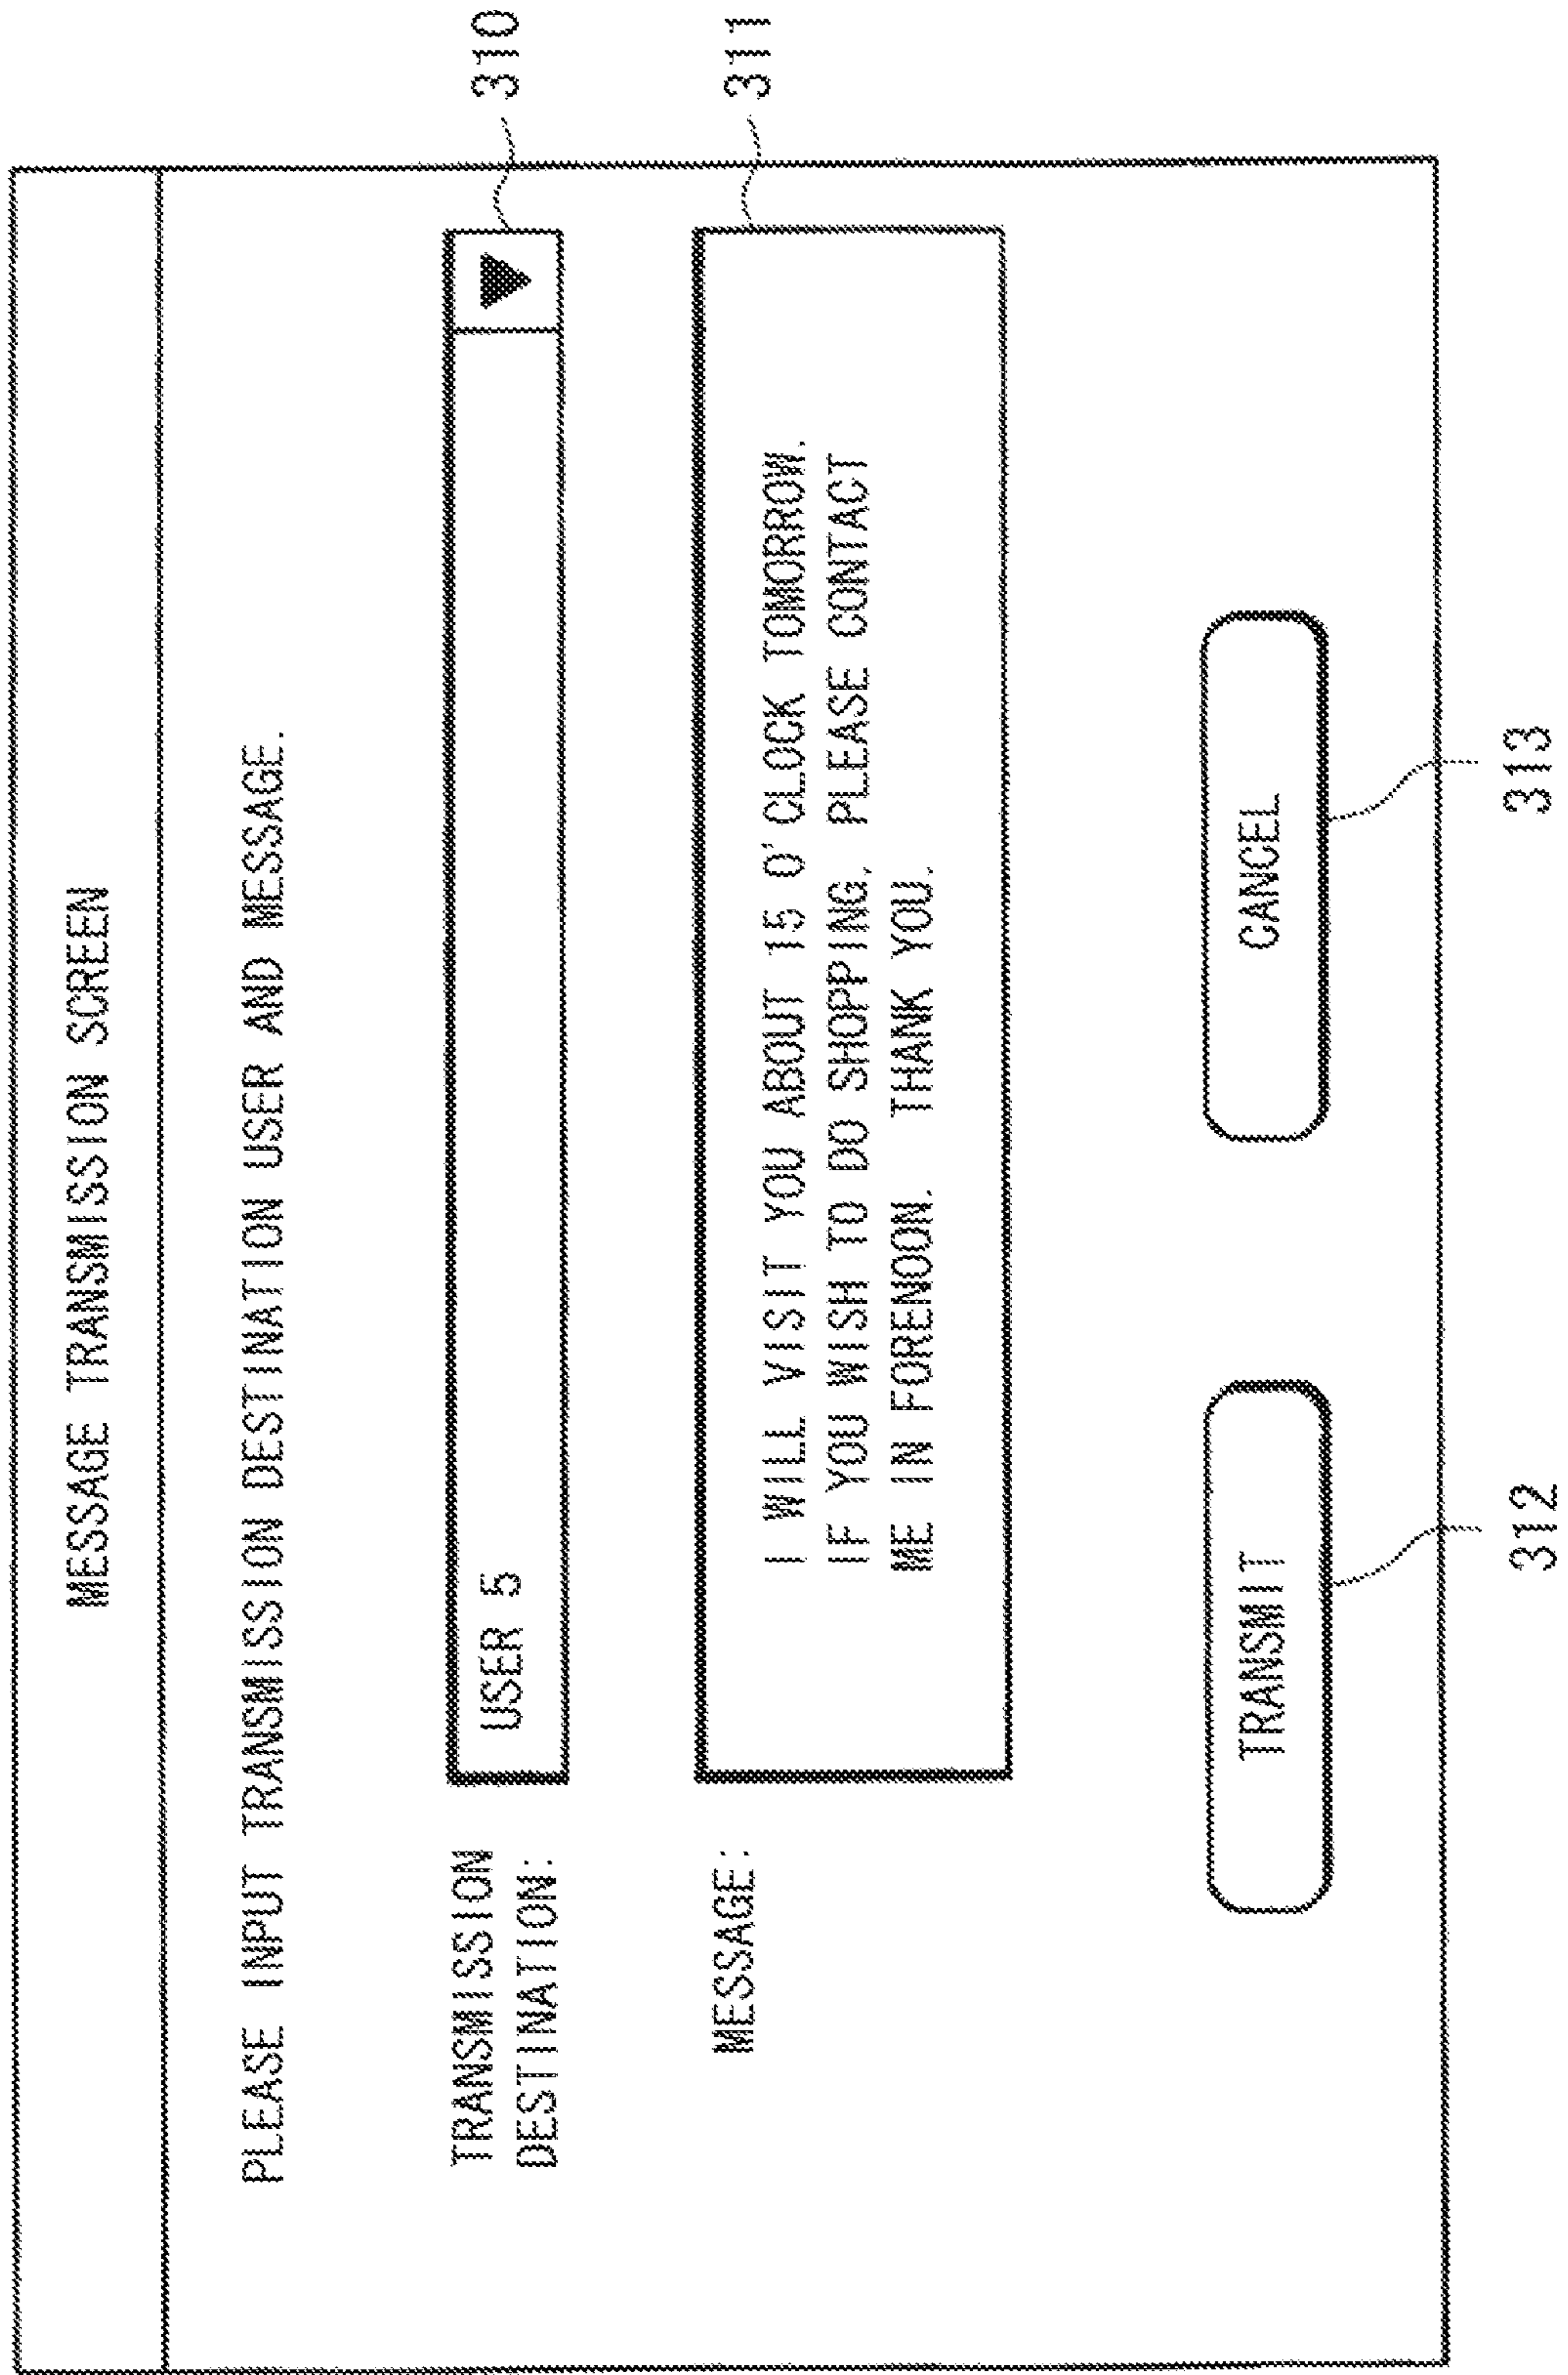 MESSAGE TRANSMISSION SCREEN
PLEASE INPUT TRANSMISSION DESTINATION USER AND MESSAGE.
TRANSMISSION
DESTINATION:
USER 5 ▼
310
MESSAGE:
311
I WILL VISIT YOU ABOUT 15 O'CLOCK TOMORROW.
IF YOU WISH TO DO SHOPPING, PLEASE CONTACT
ME IN FORENOON. THANK YOU.
TRANSMIT
CANCEL
312
313